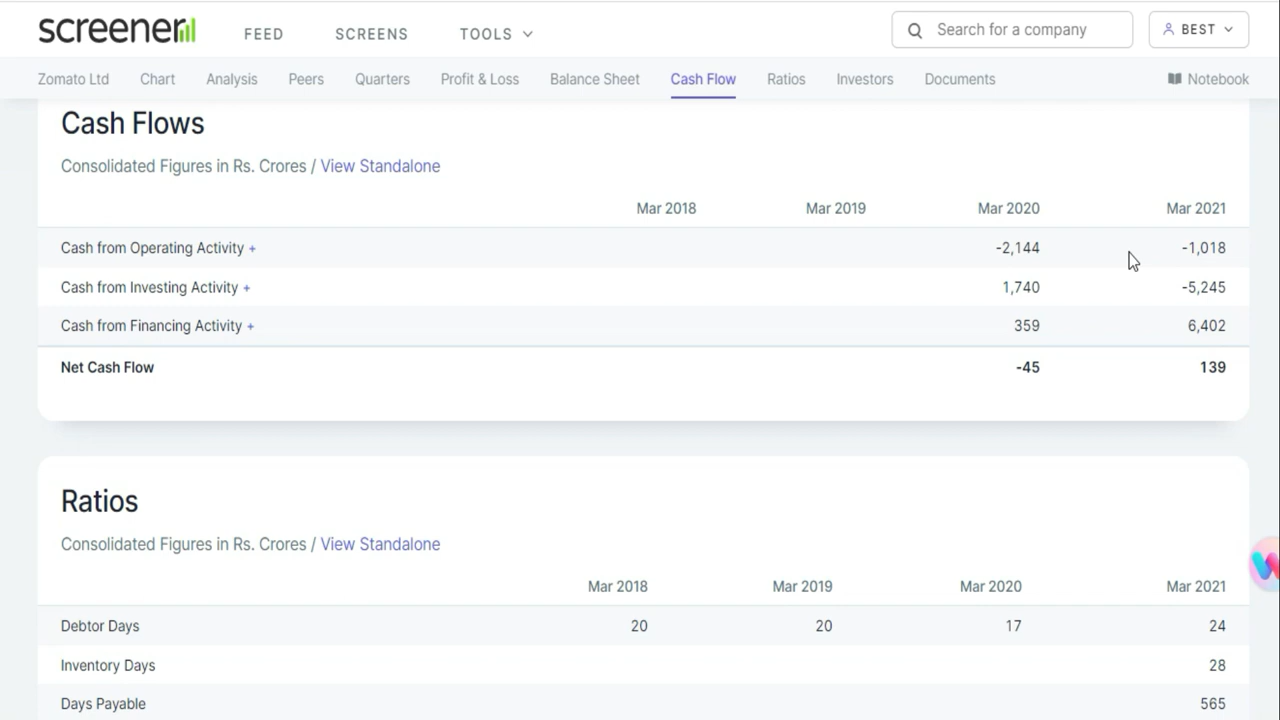 screener FEED SCREENS TOOLS Search for a company BEST
Zomato Ltd Chart Analysis Peers Quarters Profit & Loss Balance Sheet Cash Flow Ratios Investors Documents Notebook
Cash Flows
Consolidated Figures in Rs. Crores / View Standalone
Mar 2018 Mar 2019 Mar 2020 Mar 2021
Cash from Operating Activity + -2,144 -1,018
Cash from Investing Activity + 1,740 -5,245
Cash from Financing Activity + 359 6,402
Net Cash Flow -45 139
Ratios
Consolidated Figures in Rs. Crores / View Standalone
Mar 2018 Mar 2019 Mar 2020 Mar 2021
Debtor Days 20 20 17 24
Inventory Days 28
Days Payable 565